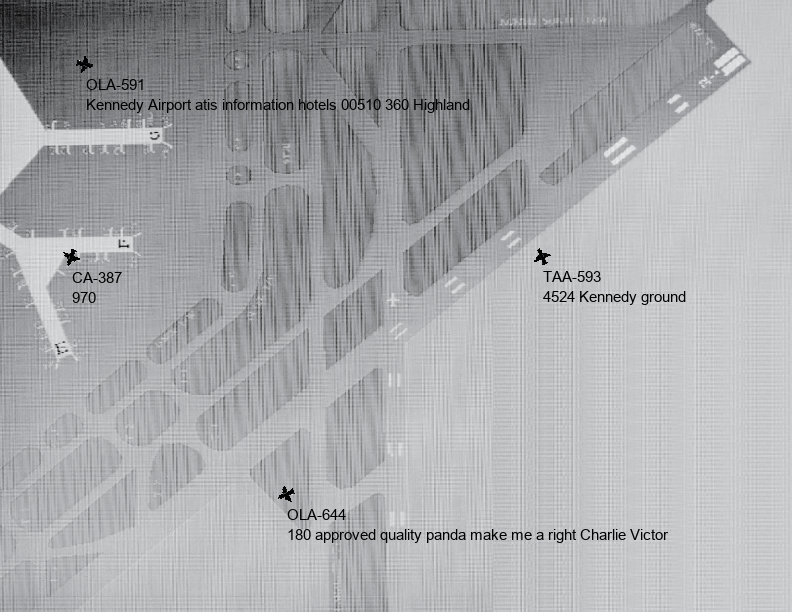 OLA-591
Kennedy Airport atis information hotels 00510 360 Highland
CA-387
970
TAA-593
4524 Kennedy ground
OLA-644
180 approved quality panda make me a right Charlie Victor